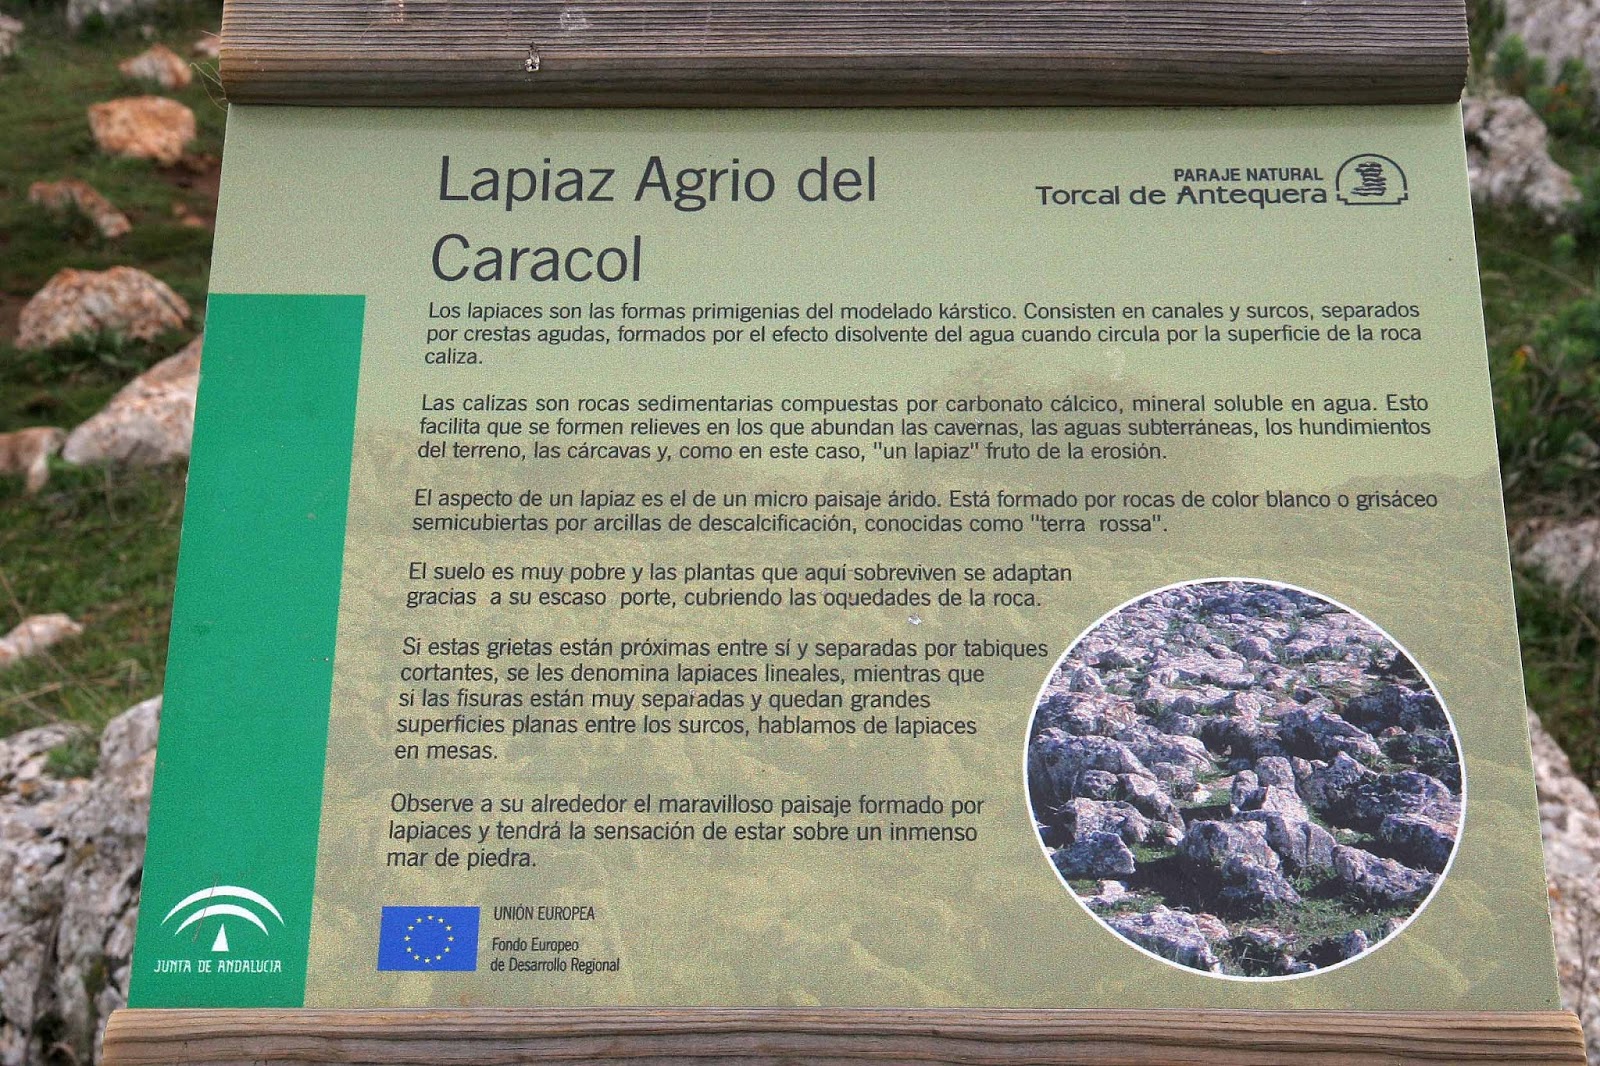 Lapiaz Agrio del
Caracol
PARAJE NATURAL
Torcal de Antequera
Los lapiaces son las formas primigenias del modelado kárstico. Consisten en canales y surcos, separados
por crestas agudas, formados por el efecto disolvente del agua cuando circula por la superficie de la roca
caliza.
Las calizas son rocas sedimentarias compuestas por carbonato cálcico, mineral soluble en agua. Esto
facilita que se formen relieves en los que abundan las cavernas, las aguas subterráneas, los hundimientos
del terreno, las cárcavas y, como en este caso, "un lapiaz" fruto de la erosión.
El aspecto de un lapiaz es el de un micro paisaje árido. Está formado por rocas de color blanco o grisáceo
semicubiertas por arcillas de descalcificación, conocidas como "terra rossa".
El suelo es muy pobre y las plantas que aquí sobreviven se adaptan
gracias a su escaso porte, cubriendo las oquedades de la roca.
Si estas grietas están próximas entre sí y separadas por tabiques
cortantes, se les denomina lapiaces lineales, mientras que
si las fisuras están muy separadas y quedan grandes
superficies planas entre los surcos, hablamos de lapiaces
en mesas.
Observe a su alrededor el maravilloso paisaje formado por
lapiaces y tendrá la sensación de estar sobre un inmenso
mar de piedra.
JUNTA DE ANDALUCIA
UNIÓN EUROPEA
Fondo Europeo
de Desarrollo Regional